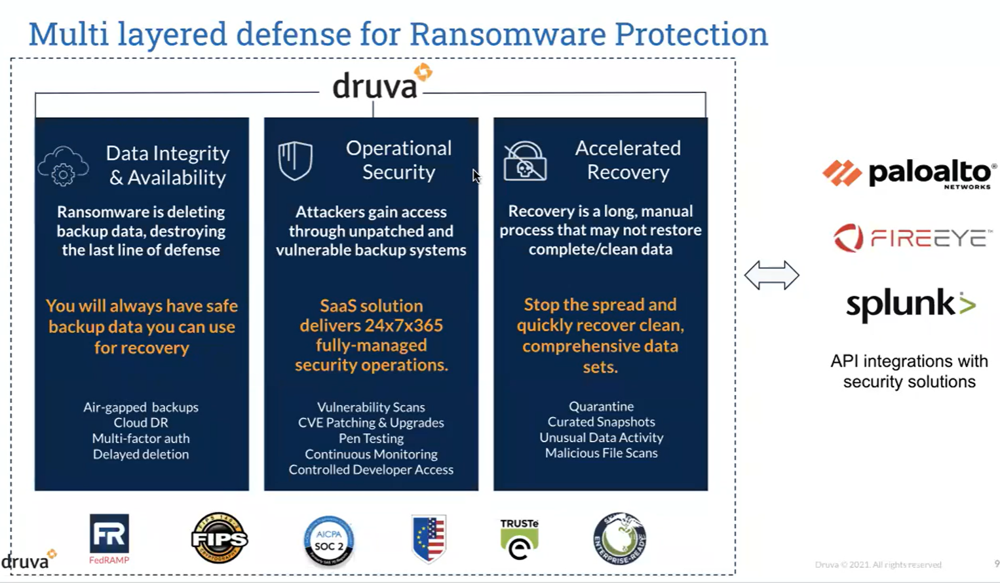 Multi layered defense for Ransomware Protection
druva
Data Integrity
& Availability
Ransomware is deleting
backup data, destroying
the last line of defense
You will always have safe
backup data you can use
for recovery
Air-gapped backups
Cloud DR
Multi-factor auth
Delayed deletion
Operational
Security
Attackers gain access
through unpatched and
vulnerable backup systems
SaaS solution
delivers 24x7x365
fully-managed
security operations.
Vulnerability Scans
CVE Patching & Upgrades
Pen Testing
Continuous Monitoring
Controlled Developer Access
Accelerated
Recovery
Recovery is a long, manual
process that may not restore
complete/clean data
Stop the spread and
quickly recover clean,
comprehensive data
sets.
Quarantine
Curated Snapshots
Unusual Data Activity
Malicious File Scans
paloalto®
NETWORKS
FIREEYE™
splunk>
API integrations with
security solutions
FR
FedRAMP
FIPS 140-2
FIPS
CRYPTOGRAPHY
AICPA
SOC 2
TRUSTe
e
ENTERPRISE-READY
druva
Druva © 2021. All rights reserved
9